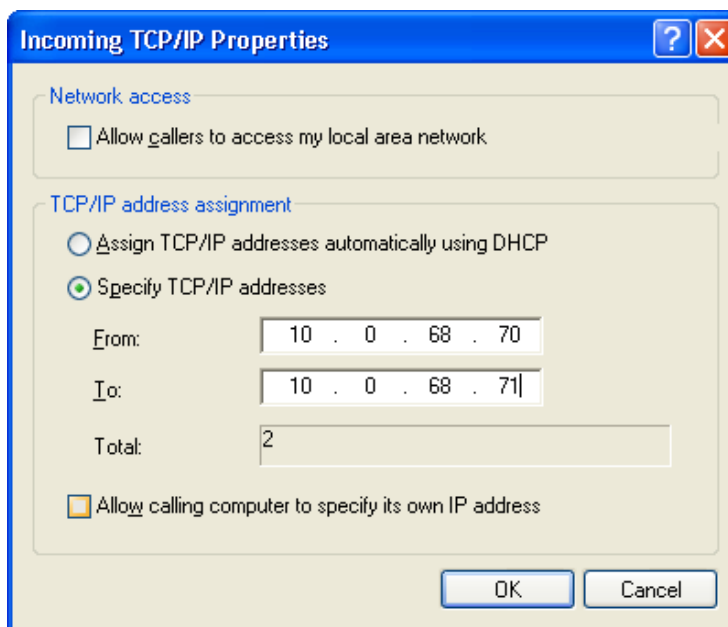 Incoming TCP/IP Properties
Network access
Allow callers to access my local area network
TCP/IP address assignment
Assign TCP/IP addresses automatically using DHCP
Specify TCP/IP addresses
From: 10 . 0 . 68 . 70
To: 10 . 0 . 68 . 71
Total: 2
Allow calling computer to specify its own IP address
OK Cancel